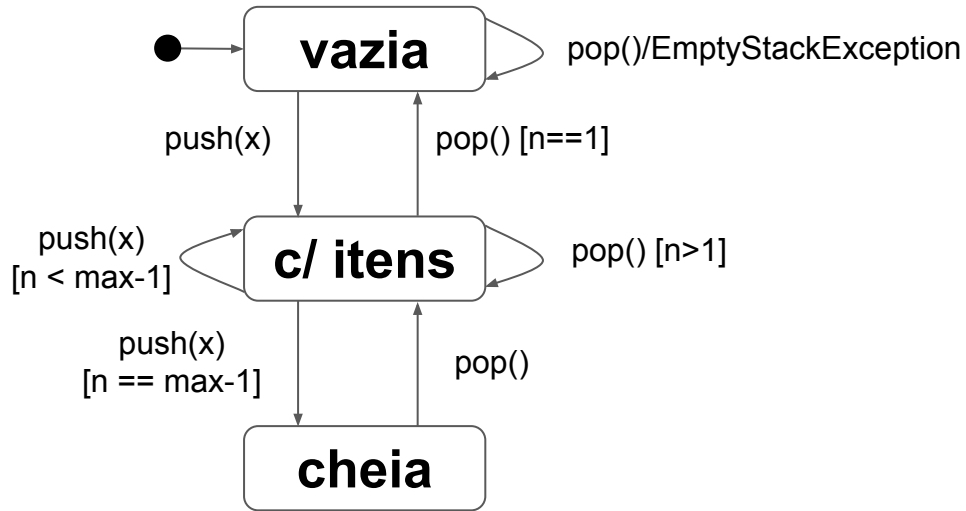 vazia
pop()/EmptyStackException
push(x)
pop() [n==1]
push(x)
[n < max-1]
c/ itens
pop() [n>1]
push(x)
[n == max-1]
pop()
cheia